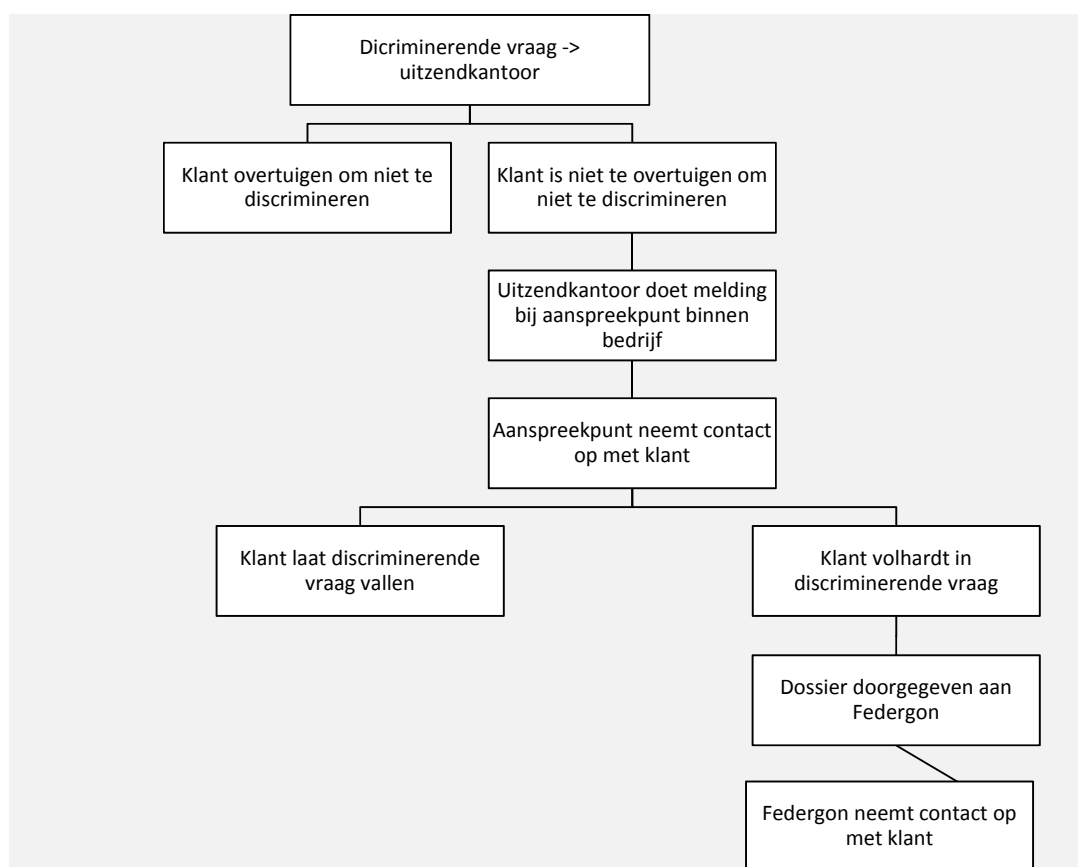 Dicriminerende vraag ->
uitzendkantoor
Klant overtuigen om niet te
discrimineren
Klant is niet te overtuigen om
niet te discrimineren
Uitzendkantoor doet melding
bij aanspreekpunt binnen
bedrijf
Aanspreekpunt neemt contact
op met klant
Klant laat discriminerende
vraag vallen
Klant volhardt in
discriminerende vraag
Dossier doorgegeven aan
Federgon
Federgon neemt contact op
met klant